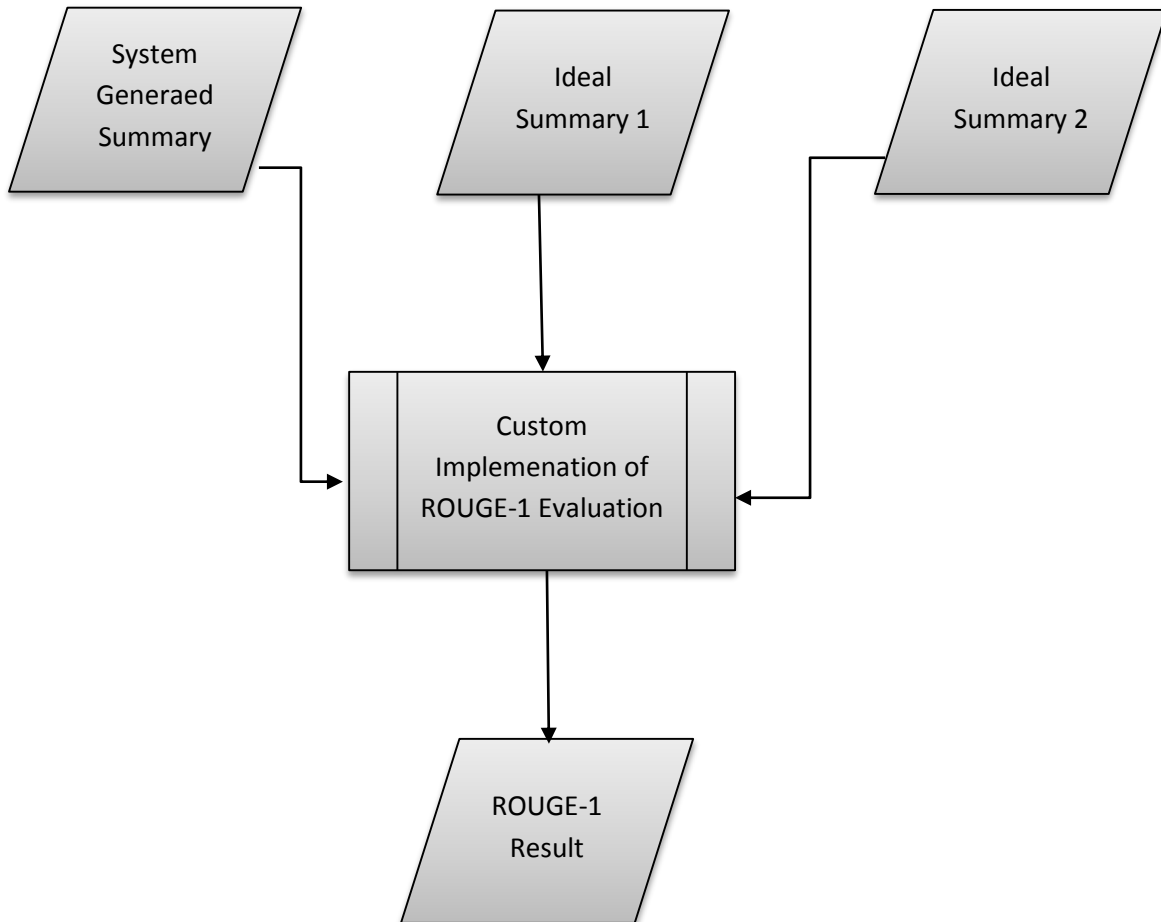 System
Generaed
Summary
Ideal
Summary 1
Ideal
Summary 2
Custom
Implemenation of
ROUGE-1 Evaluation
ROUGE-1
Result